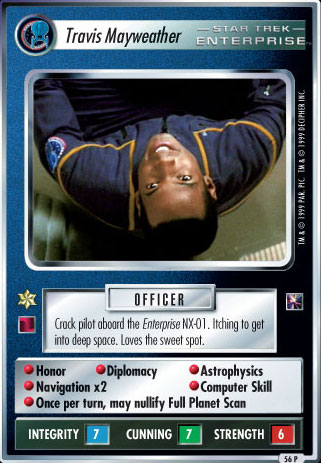 Travis Mayweather
STAR TREK
ENTERPRISE
TM & © 1999 PAR. PIC. TM & © 1999 DECIPHER INC.
OFFICER
Crack pilot aboard the Enterprise NX-01. Itching to get
into deep space. Loves the sweet spot.
Honor Diplomacy Astrophysics
Navigation x2 Computer Skill
Once per turn, may nullify Full Planet Scan
INTEGRITY 7 CUNNING 7 STRENGTH 6
56 P